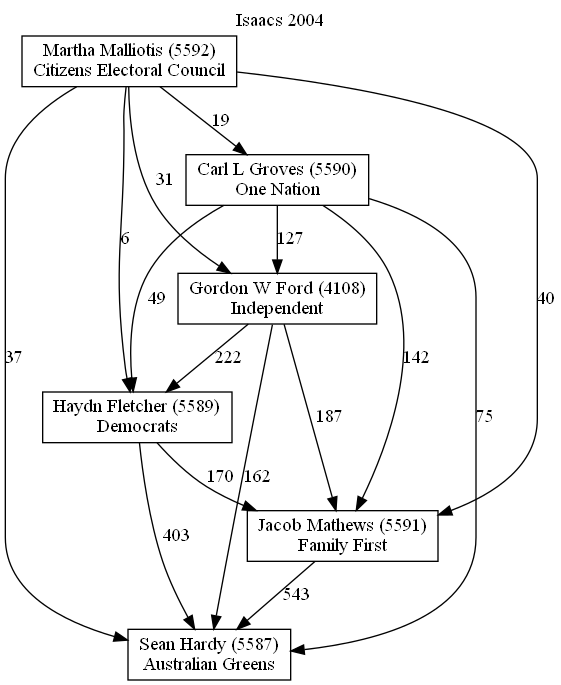 Isaacs 2004
Martha Malliotis (5592)
Citizens Electoral Council
19
Carl L Groves (5590)
One Nation
31
6
127
49
40
Gordon W Ford (4108)
Independent
37
222
142
187
75
Haydn Fletcher (5589)
Democrats
170
162
Jacob Mathews (5591)
Family First
403
543
Sean Hardy (5587)
Australian Greens